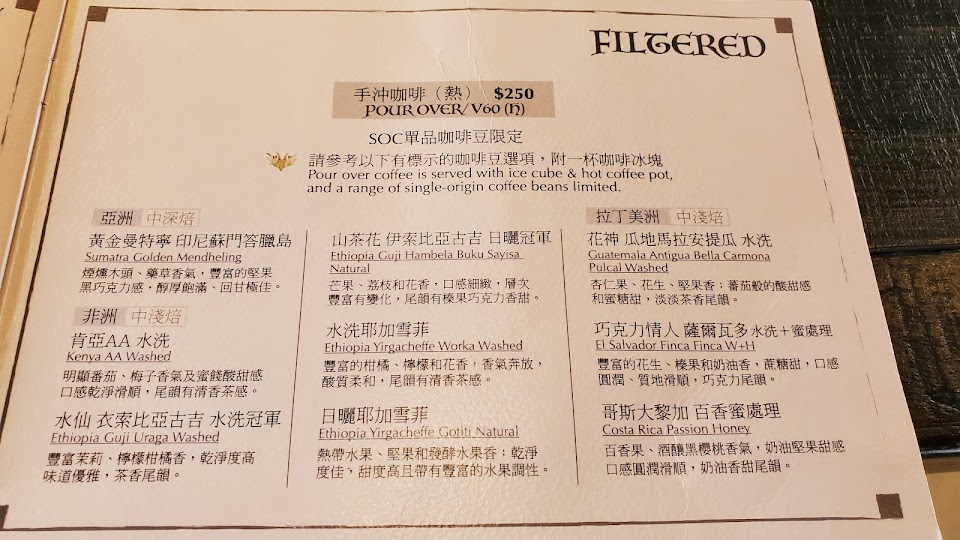 FILTERED
手沖咖啡（熱） $250
POUR OVER/V60 (H)
SOC單品咖啡豆限定
請參考以下有標示的咖啡豆選項，附一杯咖啡冰塊
Pour over coffee is served with ice cube & hot coffee pot,
and a range of single-origin coffee beans limited.
亞洲 中深焙
黃金曼特寧 印尼蘇門答臘島
Sumatra Golden Mendheling
煙燻木頭、藥草香氣，豐富的堅果
黑巧克力感，醇厚飽滿、回甘極佳。
非洲 中淺焙
肯亞AA 水洗
Kenya AA Washed
明顯番茄、梅子香氣及蜜餞酸甜感
口感乾淨滑順，尾韻有清香茶感。
水仙 衣索比亞古吉 水洗冠軍
Ethiopia Guji Uraga Washed
豐富茉莉、檸檬柑橘香，乾淨度高
味道優雅，茶香尾韻。
山茶花 伊索比亞古吉 日曬冠軍
Ethiopia Guji Hambela Buku Sayisa
Natural
芒果、荔枝和花香，口感細緻，層次
豐富有變化，尾韻有榛果巧克力香甜。
水洗耶加雪菲
Ethiopia Yirgacheffe Worka Washed
豐富的柑橘、檸檬和花香，香氣奔放，
酸質柔和，尾韻有清香茶感。
日曬耶加雪菲
Ethiopia Yirgacheffe Gotiti Natural
熱帶水果、堅果和發酵水果香；乾淨
度佳，甜度高且帶有豐富的水果調性。
拉丁美洲 中淺焙
花神 瓜地馬拉安提瓜 水洗
Guatemala Antigua Bella Carmona
Pulcal Washed
杏仁果、花生、堅果香；蕃茄般的酸甜感
和蜜糖甜，淡淡茶香尾韻。
巧克力情人 薩爾瓦多水洗＋蜜處理
El Salvador Finca Finca W+H
豐富的花生、榛果和奶油香，蔗糖甜，口感
圓潤、質地滑順，巧克力尾韻。
哥斯大黎加 百香蜜處理
Costa Rica Passion Honey
百香果、酒釀黑櫻桃香氣，奶油堅果甜感
口感圓潤滑順，奶油香甜尾韻。